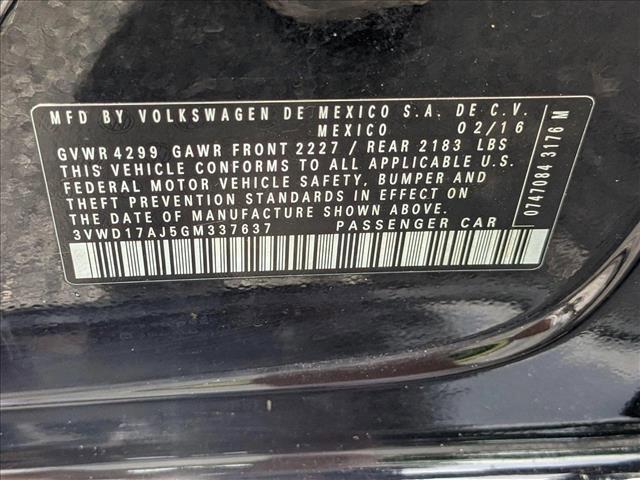 MFD BY VOLKSWAGEN DE MEXICO S.A. DE C.V.
MEXICO 02/16
GVWR 4299 GAWR FRONT 2227 / REAR 2183 LBS
THIS VEHICLE CONFORMS TO ALL APPLICABLE U.S.
FEDERAL MOTOR VEHICLE SAFETY, BUMPER AND
THEFT PREVENTION STANDARDS IN EFFECT ON
THE DATE OF MANUFACTURE SHOWN ABOVE.
3VWD17AJ5GM337637 PASSENGER CAR
0747084 3176 M